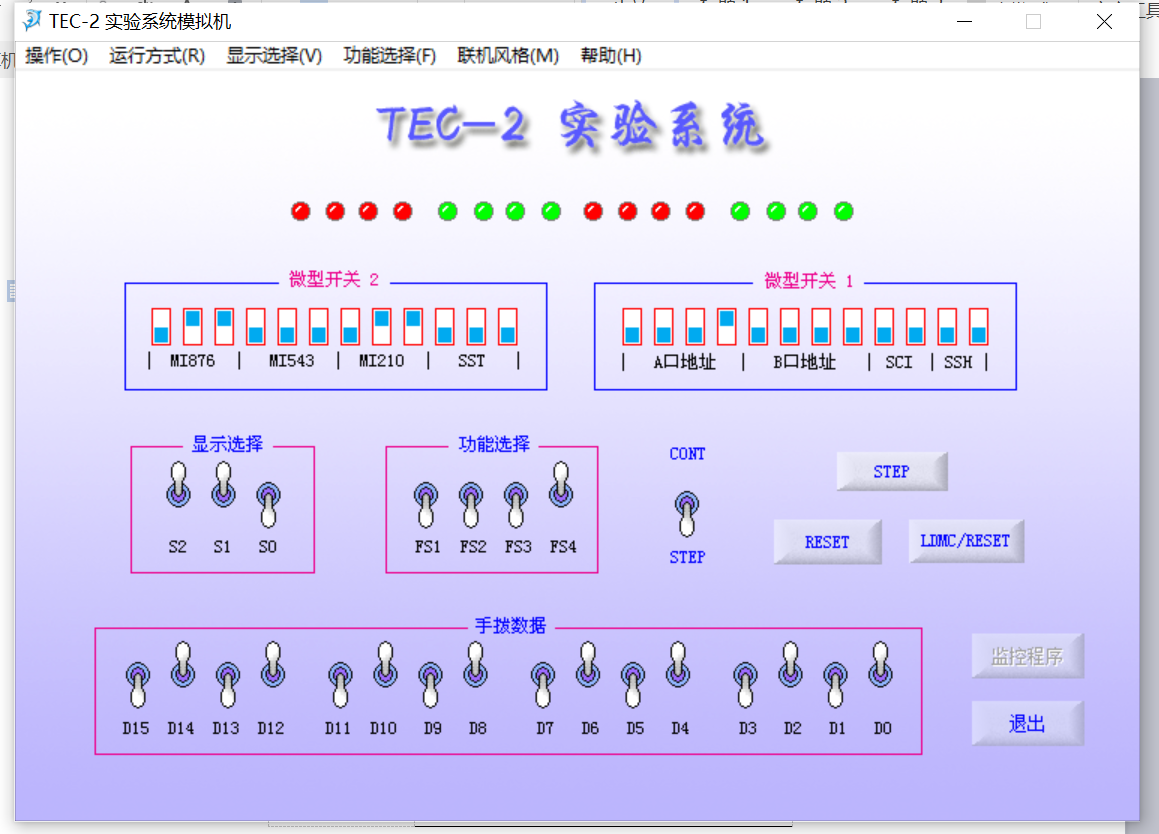 TEC-2 实验系统模拟机
操作(O) 运行方式(R) 显示选择(V) 功能选择(F) 联机风格(M) 帮助(H)
TEC-2 实验系统
微型开关 2 微型开关 1
| MI876 | MI543 | MI210 | SST | | A口地址 | B口地址 | SCI | SSH |
显示选择 功能选择
CONT
STEP
S2 S1 S0 FS1 FS2 FS3 FS4
RESET LDMC/RESET
STEP
手拨数据
监控程序
D15 D14 D13 D12 D11 D10 D9 D8 D7 D6 D5 D4 D3 D2 D1 D0
退出